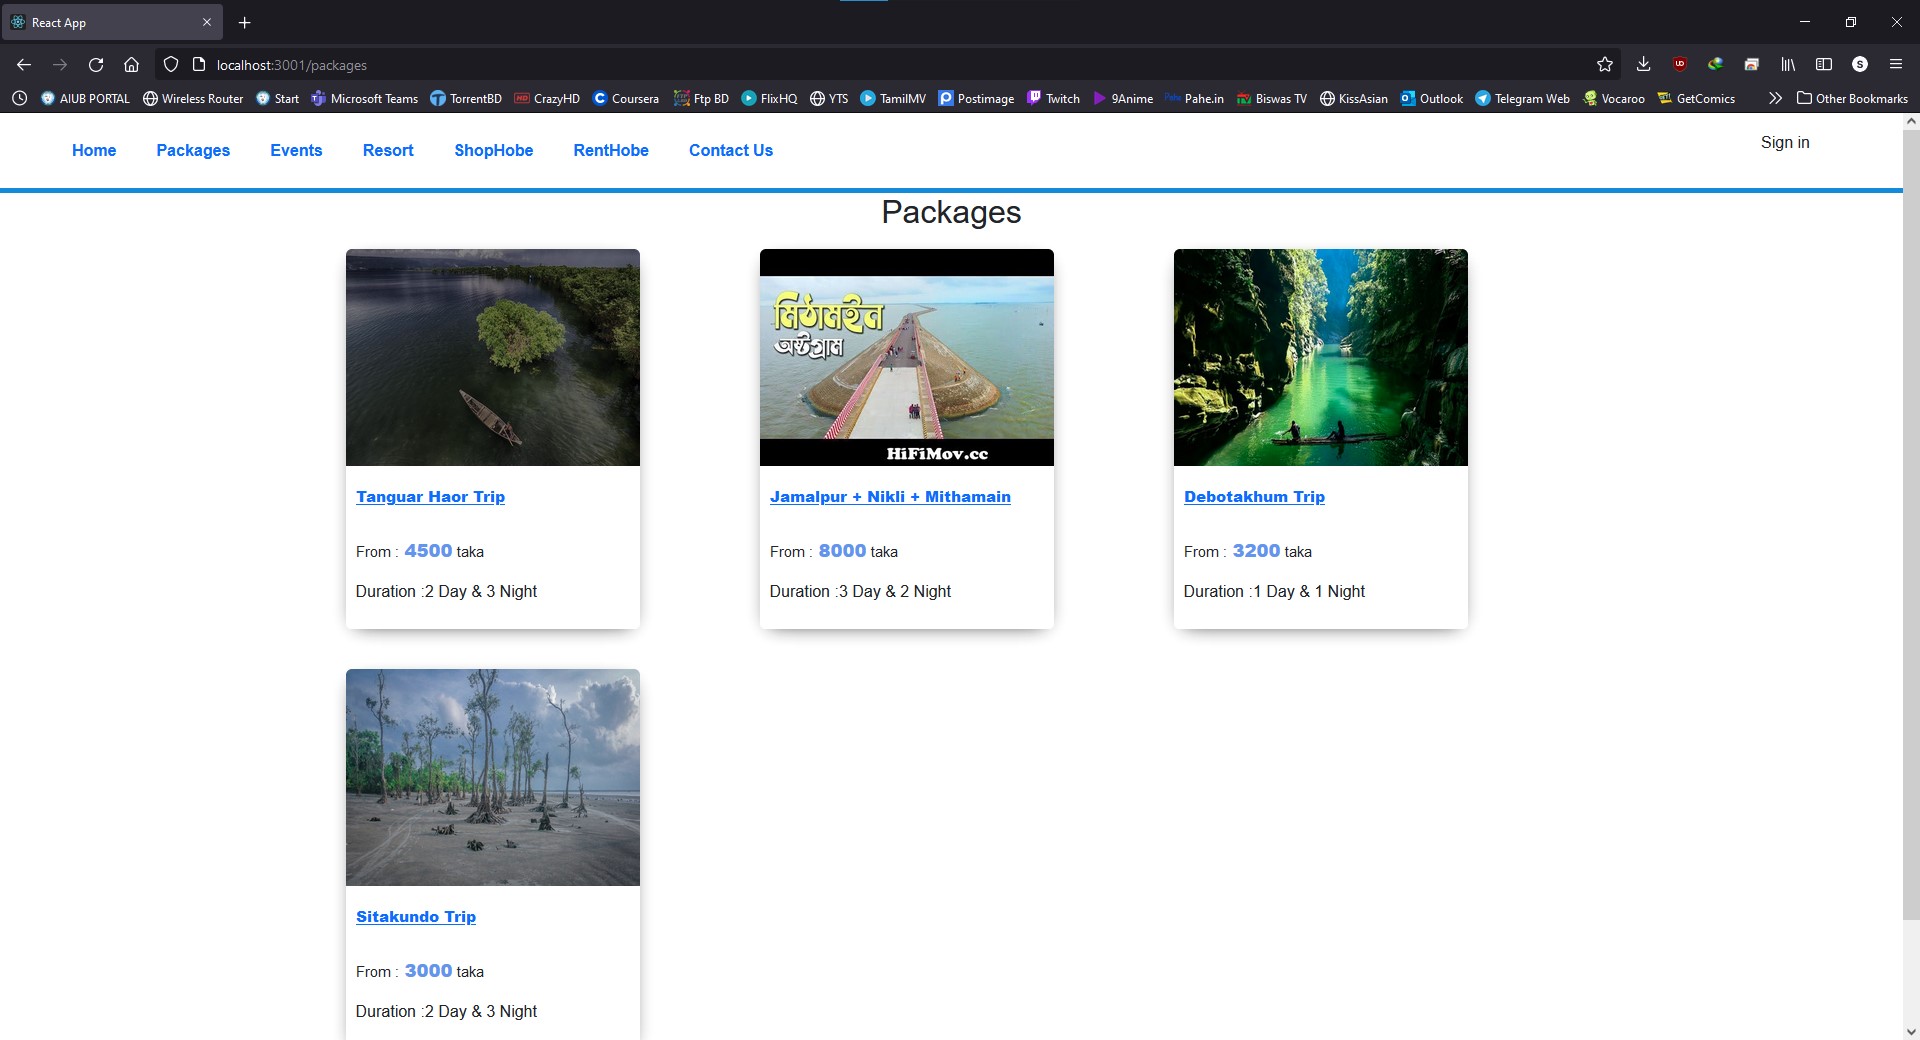 React App
localhost:3001/packages
AIUB PORTAL
Wireless Router
Start
Microsoft Teams
TorrentBD
CrazyHD
Coursera
Ftp BD
FlixHQ
YTS
TamilMV
Postimage
Twitch
9Anime
Pahe.in
Biswas TV
KissAsian
Outlook
Telegram Web
Vocaroo
GetComics
Other Bookmarks
Home
Packages
Events
Resort
ShopHobe
RentHobe
Contact Us
Sign in
Packages
মিঠামইন
অষ্টগ্রাম
HiFiMov.cc
Tanguar Haor Trip
From : 4500 taka
Duration :2 Day & 3 Night
Jamalpur + Nikli + Mithamain
From : 8000 taka
Duration :3 Day & 2 Night
Debotakhum Trip
From : 3200 taka
Duration :1 Day & 1 Night
Sitakundo Trip
From : 3000 taka
Duration :2 Day & 3 Night